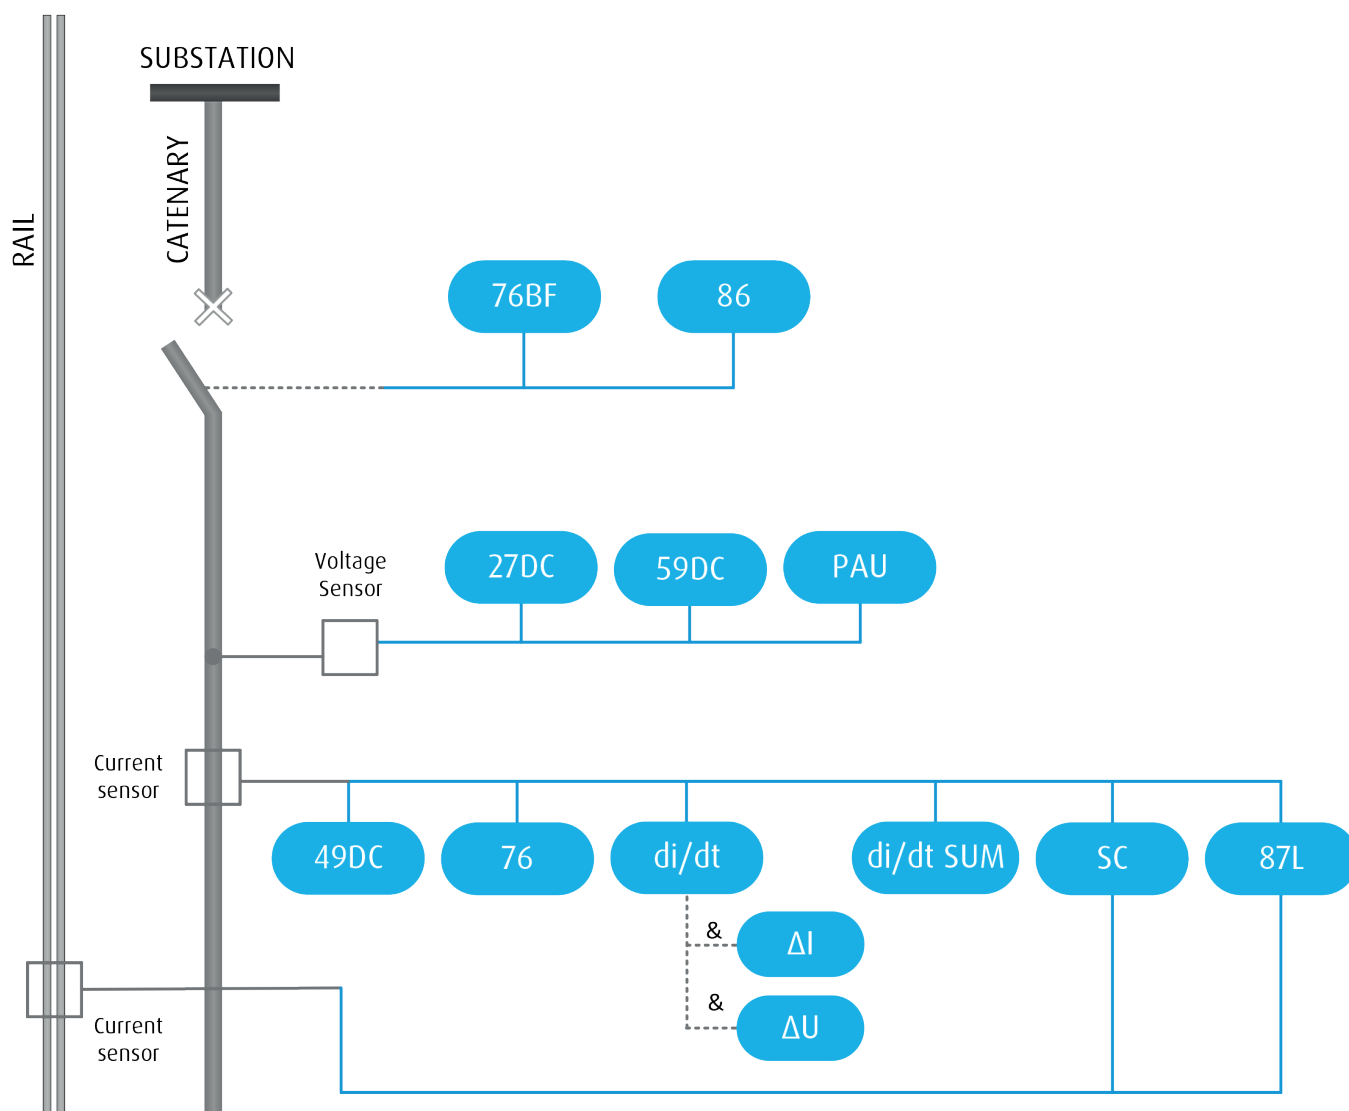 SUBSTATION
CATENARY
RAIL
76BF
86
Voltage
Sensor
27DC
59DC
PAU
Current
sensor
49DC
76
di/dt
di/dt SUM
SC
87L
&
ΔI
&
ΔU
Current
sensor